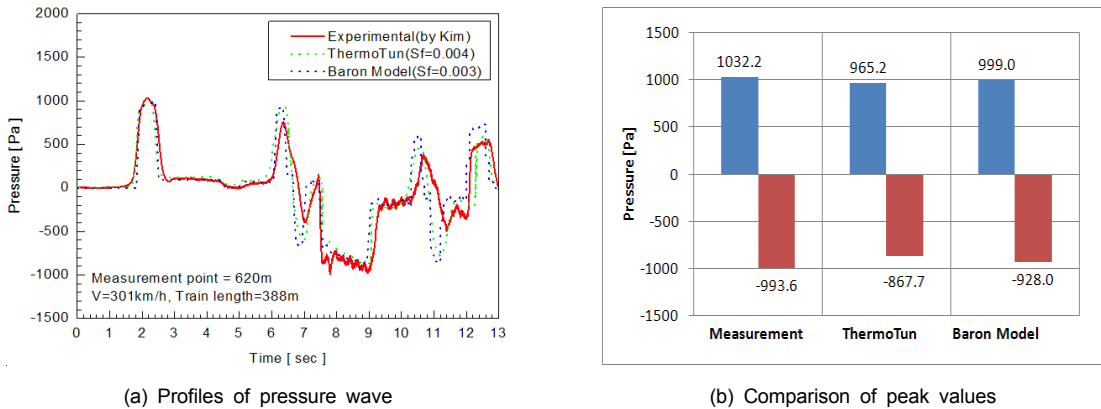 2000
1500
1000
500
0
-500
-1000
-1500
Pressure [ Pa]
Experimental(by Kim)
ThermoTun(Sf=0.004)
Baron Model(Sf=0.003)
Measurement point = 620m
V=301km/h, Train length=388m
0 1 2 3 4 5 6 7 8 9 10 11 12 13
Time [ sec ]
(a) Profiles of pressure wave
1500
1000
500
0
-500
-1000
-1500
Pressure [Pa]
1032.2 965.2 999.0
-993.6 -867.7 -928.0
Measurement ThermoTun Baron Model
(b) Comparison of peak values